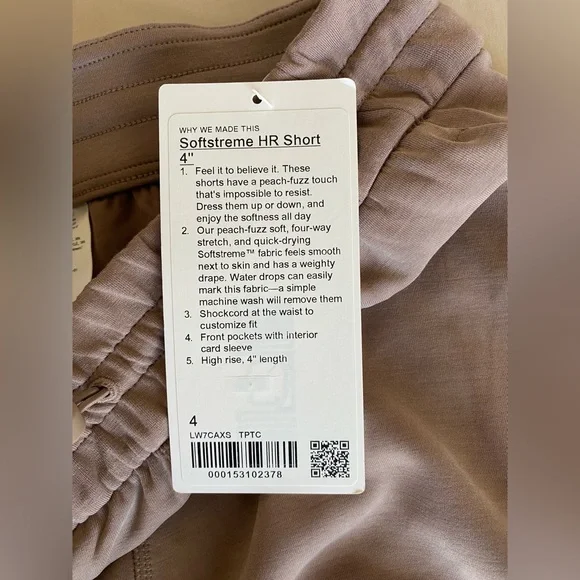 WHY WE MADE THIS
Softstreme HR Short
4"
1. Feel it to believe it. These
shorts have a peach-fuzz touch
that's impossible to resist.
Dress them up or down, and
enjoy the softness all day
2. Our peach-fuzz soft, four-way
stretch, and quick-drying
Softstreme™ fabric feels smooth
next to skin and has a weighty
drape. Water drops can easily
mark this fabric—a simple
machine wash will remove them
3. Shockcord at the waist to
customize fit
4. Front pockets with interior
card sleeve
5. High rise, 4" length
4
LW7CAXS TPTC
000153102378